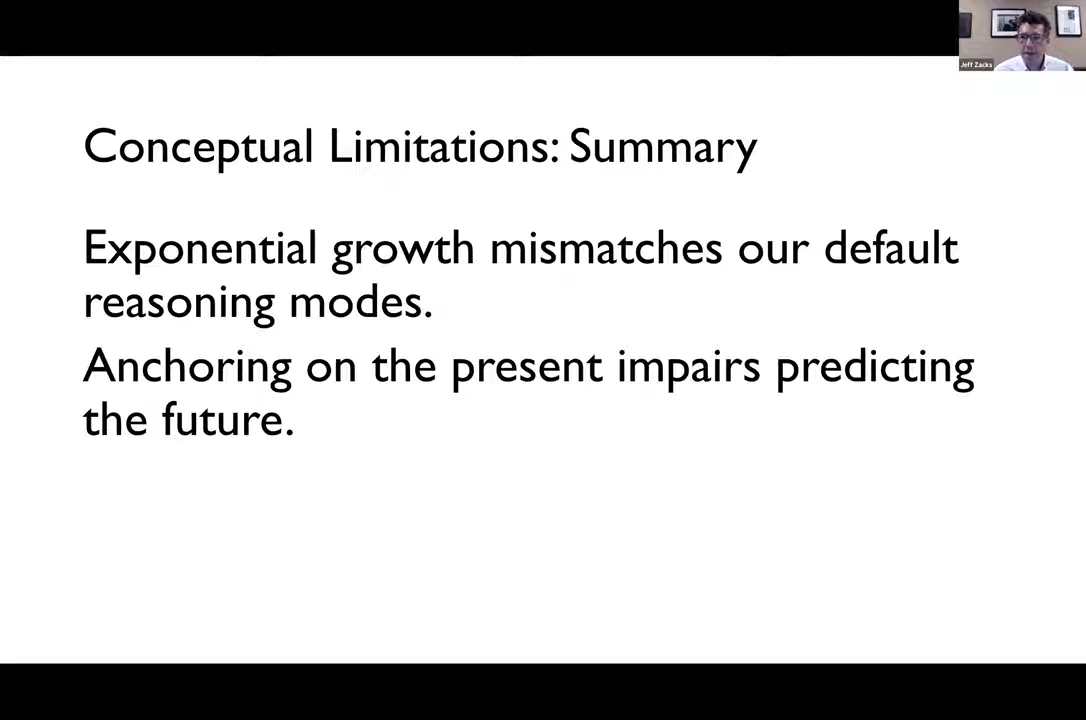 Jeff Zacks
Conceptual Limitations: Summary
Exponential growth mismatches our default
reasoning modes.
Anchoring on the present impairs predicting
the future.